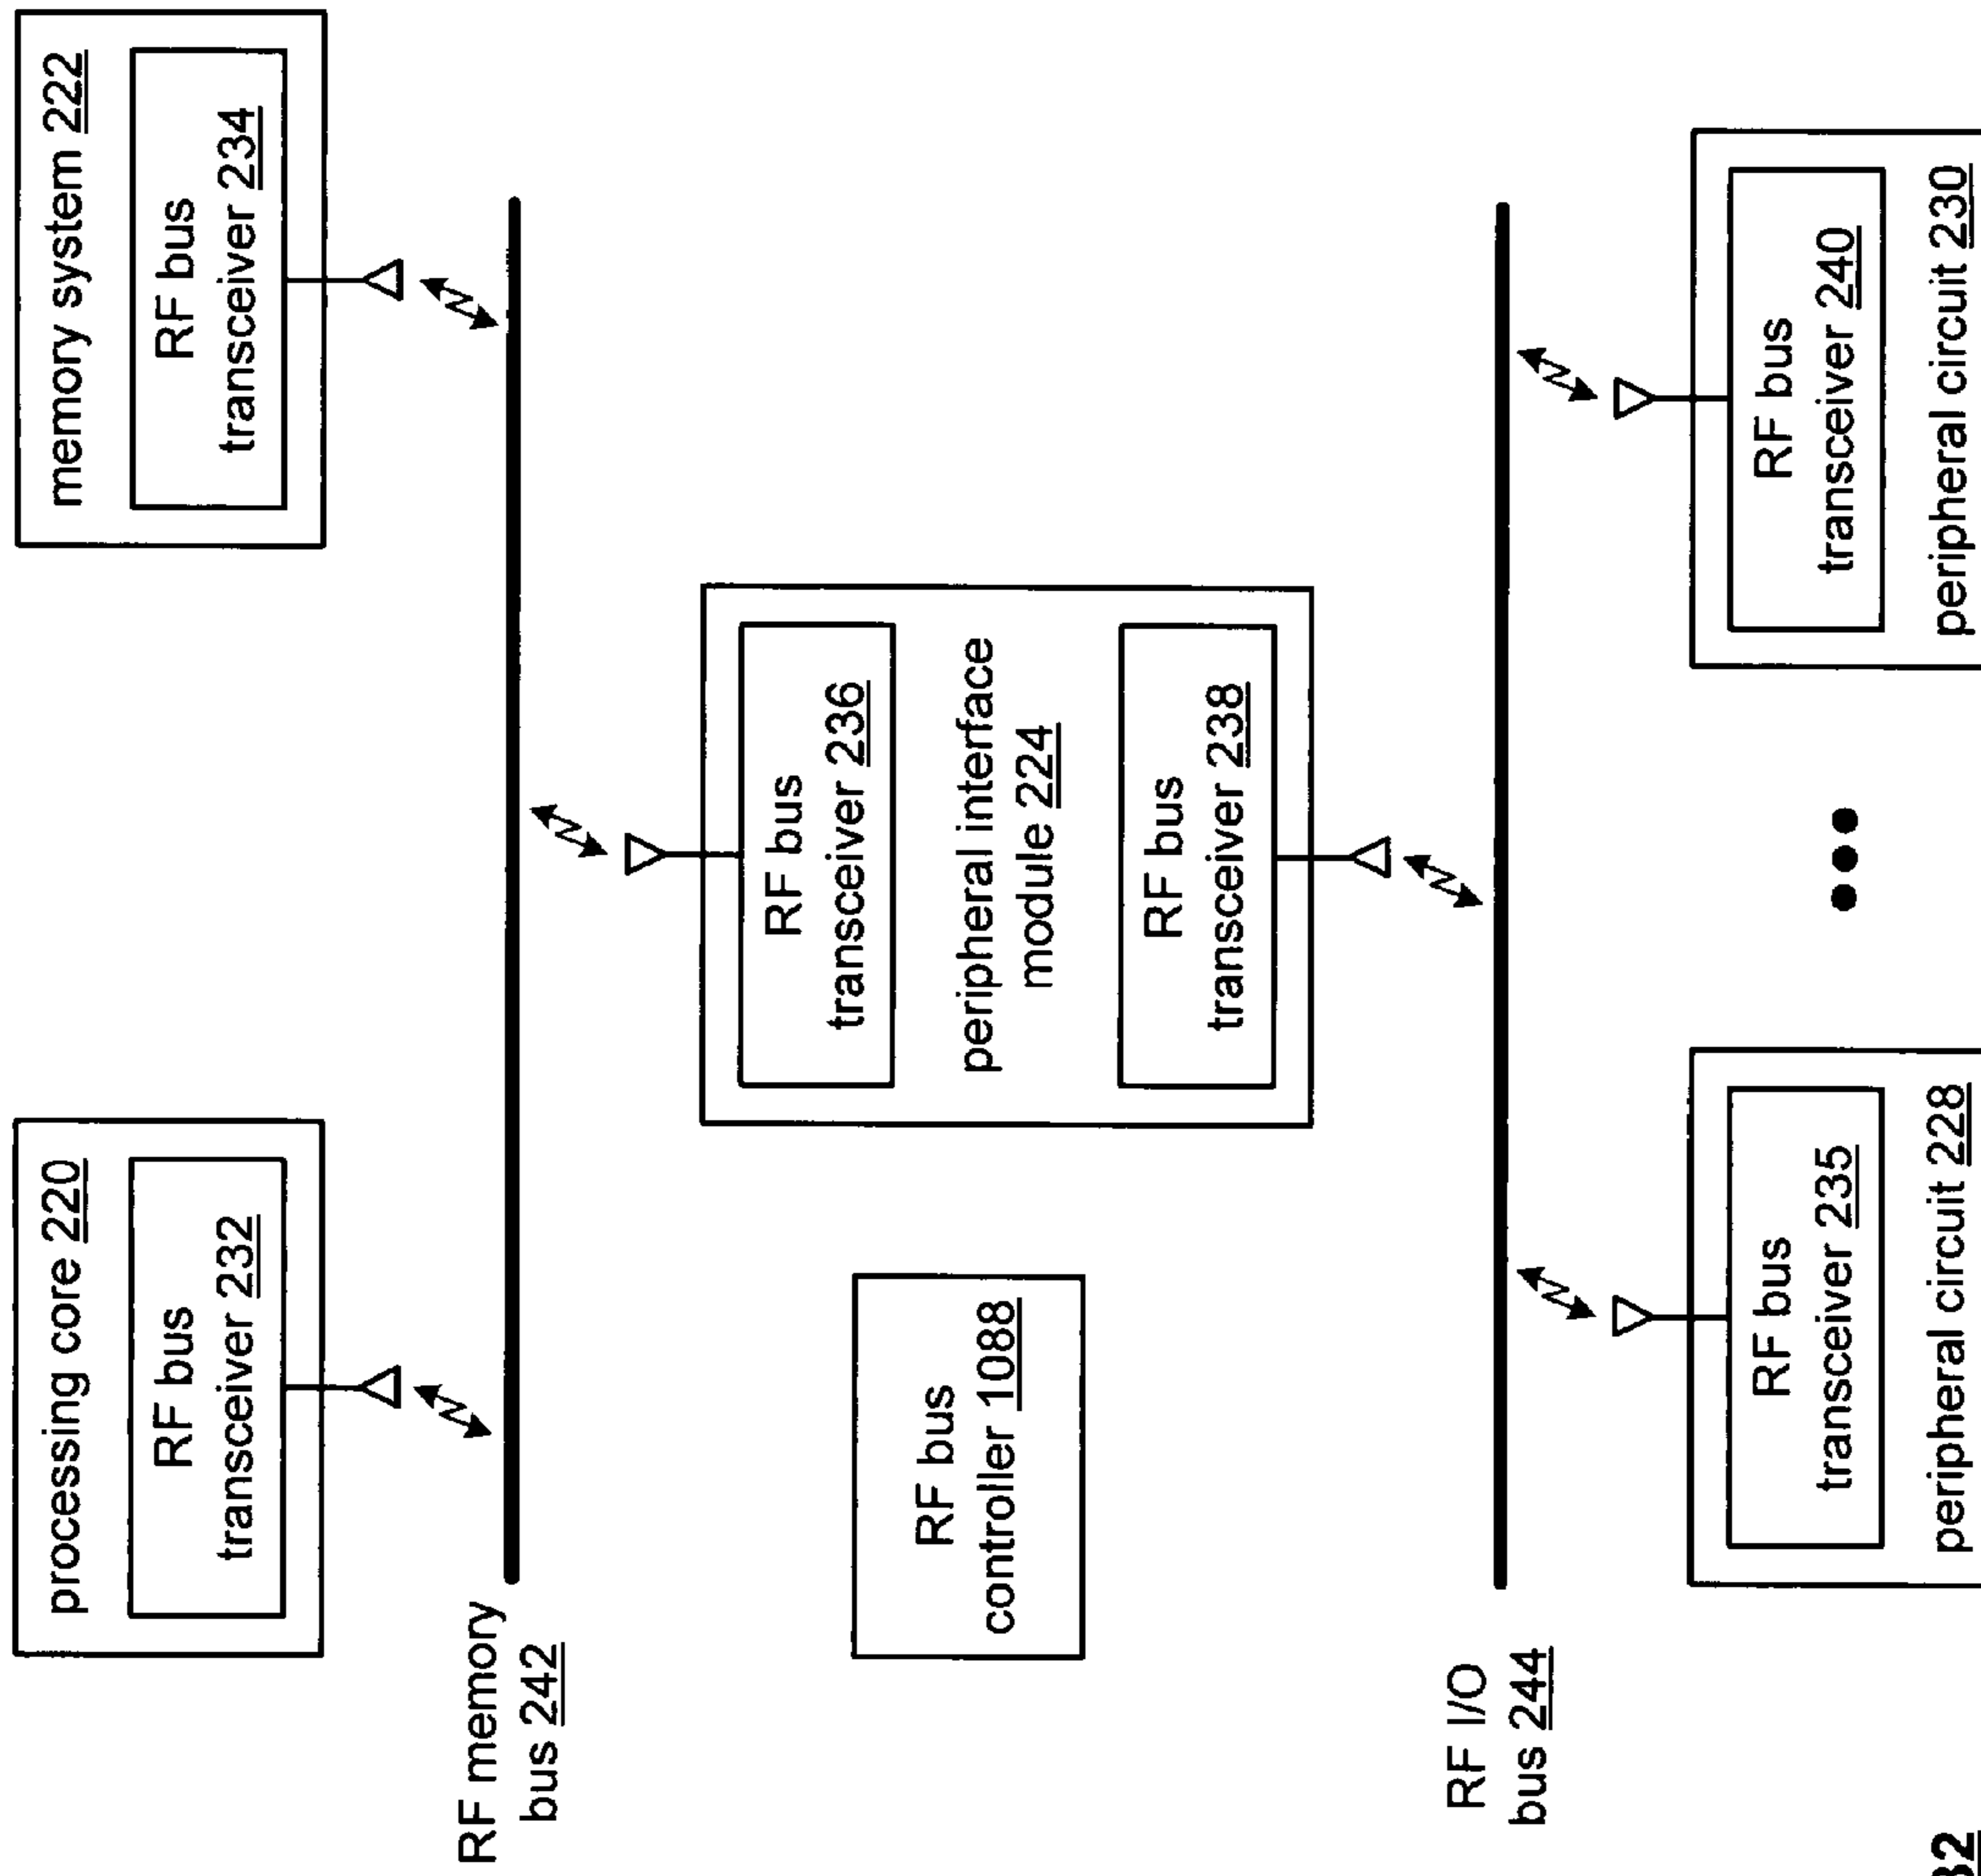 processing core 220
RF bus
transceiver 232
memory system 222
RF bus
transceiver 234
RF memory
bus 242
RF bus
transceiver 236
peripheral interface
module 224
RF bus
transceiver 238
RF bus
controller 1088
RF I/O
bus 244
RF bus
transceiver 235
peripheral circuit 228
RF bus
transceiver 240
peripheral circuit 230